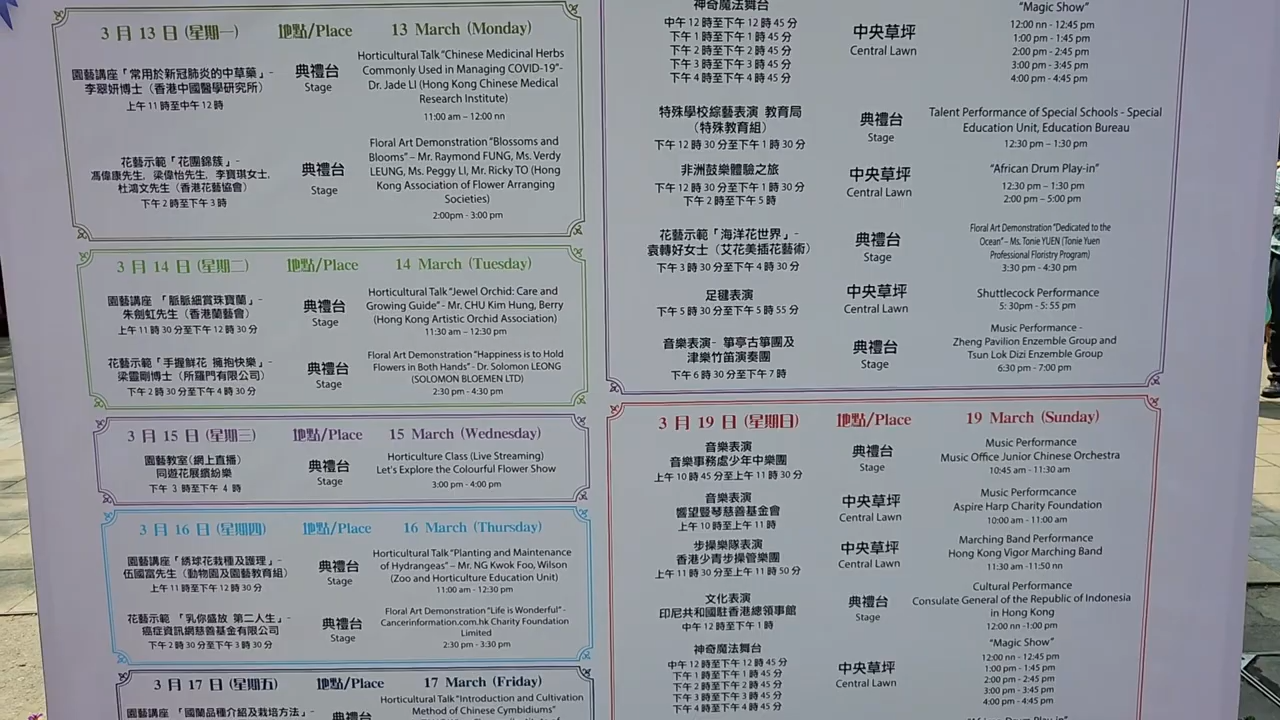 3 月 13 日 (星期一) 地點/Place 13 March (Monday)
園藝講座「常用於新冠肺炎的中草藥」-
李翠妍博士（香港中國醫學研究所）
上午 11 時至中午 12 時
典禮台
Stage
Horticultural Talk "Chinese Medicinal Herbs
Commonly Used in Managing COVID-19"-
Dr. Jade LI (Hong Kong Chinese Medical
Research Institute)
11:00 am – 12:00 nn
花藝示範「花團錦簇」-
馮偉康先生, 梁偉怡先生, 李寶琪女士,
杜鴻文先生（香港花藝協會）
下午 2 時至下午 3 時
典禮台
Stage
Floral Art Demonstration "Blossoms and
Blooms" – Mr. Raymond FUNG, Ms. Verdy
LEUNG, Ms. Peggy LI, Mr. Ricky TO (Hong
Kong Association of Flower Arranging
Societies)
2:00pm - 3:00 pm
3 月 14 日 (星期二) 地點/Place 14 March (Tuesday)
園藝講座 「脈脈細賞珠寶蘭」-
朱劍虹先生（香港蘭藝會）
上午 11 時 30 分至下午 12 時 30 分
典禮台
Stage
Horticultural Talk "Jewel Orchid: Care and
Growing Guide" - Mr. CHU Kim Hung, Berry
(Hong Kong Artistic Orchid Association)
11:30 am – 12:30 pm
花藝示範「手握鮮花 擁抱快樂」-
梁靈剛博士（所羅門有限公司）
下午 2 時 30 分至下午 4 時 30 分
典禮台
Stage
Floral Art Demonstration "Happiness is to Hold
Flowers in Both Hands" - Dr. Solomon LEONG
(SOLOMON BLOEMEN LTD)
2:30 pm - 4:30 pm
3 月 15 日 (星期三) 地點/Place 15 March (Wednesday)
園藝教室(網上直播)
同遊花展繽紛樂
下午 3 時至下午 4 時
典禮台
Stage
Horticulture Class (Live Streaming)
Let's Explore the Colourful Flower Show
3:00 pm - 4:00 pm
3 月 16 日 (星期四) 地點/Place 16 March (Thursday)
園藝講座「綉球花栽種及護理」-
伍國富先生（動物園及園藝教育組）
上午 11 時至下午 12 時 30 分
典禮台
Stage
Horticultural Talk "Planting and Maintenance
of Hydrangeas" – Mr. NG Kwok Foo, Wilson
(Zoo and Horticulture Education Unit)
11:00 am - 12:30 pm
花藝示範 「乳你盛放 第二人生」-
癌症資訊網慈善基金有限公司
下午 2 時 30 分至下午 3 時 30 分
典禮台
Stage
Floral Art Demonstration "Life is Wonderful" -
Cancerinformation.com.hk Charity Foundation
Limited
2:30 pm - 3:30 pm
3 月 17 日 (星期五) 地點/Place 17 March (Friday)
園藝講座「國蘭品種介紹及栽培方法」-
典禮台
Horticultural Talk "Introduction and Cultivation
Method of Chinese Cymbidiums"
神奇魔法舞台
中午 12 時至下午 12 時 45 分
下午 1 時至下午 1 時 45 分
下午 2 時至下午 2 時 45 分
下午 3 時至下午 3 時 45 分
下午 4 時至下午 4 時 45 分
中央草坪
Central Lawn
"Magic Show"
12:00 nn - 12:45 pm
1:00 pm - 1:45 pm
2:00 pm - 2:45 pm
3:00 pm - 3:45 pm
4:00 pm - 4:45 pm
特殊學校綜藝表演 教育局
（特殊教育組）
下午 12 時 30 分至下午 1 時 30 分
典禮台
Stage
Talent Performance of Special Schools - Special
Education Unit, Education Bureau
12:30 pm – 1:30 pm
非洲鼓樂體驗之旅
下午 12 時 30 分至下午 1 時 30 分
下午 2 時至下午 5 時
中央草坪
Central Lawn
"African Drum Play-in"
12:30 pm – 1:30 pm
2:00 pm – 5:00 pm
花藝示範「海洋花世界」-
袁轉好女士（艾花美插花藝術）
下午 3 時 30 分至下午 4 時 30 分
典禮台
Stage
Floral Art Demonstration "Dedicated to the
Ocean" – Ms. Tonie YUEN (Tonie Yuen
Professional Floristry Program)
3:30 pm - 4:30 pm
足毽表演
下午 5 時 30 分至下午 5 時 55 分
中央草坪
Central Lawn
Shuttlecock Performance
5: 30pm - 5: 55 pm
音樂表演- 箏亭古箏團及
津樂竹笛演奏團
下午 6 時 30 分至下午 7 時
典禮台
Stage
Music Performance -
Zheng Pavilion Enzemble Group and
Tsun Lok Dizi Enzemble Group
6:30 pm - 7:00 pm
3 月 19 日 (星期日) 地點/Place 19 March (Sunday)
音樂表演
音樂事務處少年中樂團
上午 10 時 45 分至上午 11 時 30 分
典禮台
Stage
Music Performance
Music Office Junior Chinese Orchestra
10:45 am - 11:30 am
音樂表演
響望豎琴慈善基金會
上午 10 時至上午 11 時
中央草坪
Central Lawn
Music Performcance
Aspire Harp Charity Foundation
10:00 am - 11:00 am
步操樂隊表演
香港少青步操管樂團
上午 11 時 30 分至上午 11 時 50 分
中央草坪
Central Lawn
Marching Band Performance
Hong Kong Vigor Marching Band
11:30 am -11:50 nn
文化表演
印尼共和國駐香港總領事館
中午 12 時至下午 1 時
典禮台
Stage
Cultural Performance
Consulate General of the Republic of Indonesia
in Hong Kong
12:00 nn -1:00 pm
神奇魔法舞台
中午 12 時至下午 12 時 45 分
下午 1 時至下午 1 時 45 分
下午 2 時至下午 2 時 45 分
下午 3 時至下午 3 時 45 分
下午 4 時至下午 4 時 45 分
中央草坪
Central Lawn
"Magic Show"
12:00 nn - 12:45 pm
1:00 pm - 1:45 pm
2:00 pm - 2:45 pm
3:00 pm - 3:45 pm
4:00 pm - 4:45 pm